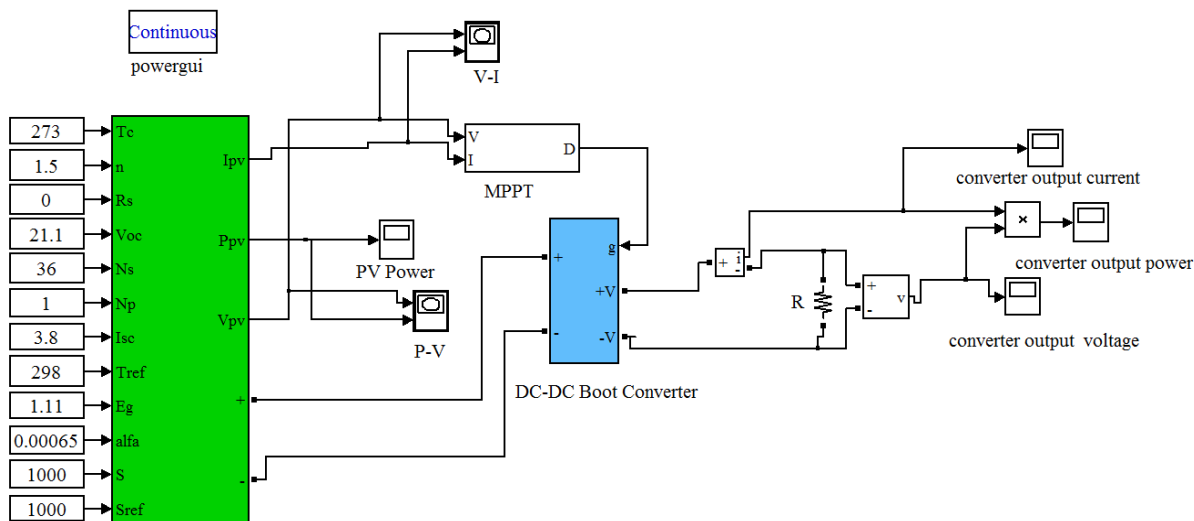 Continuous
powergui
V-I
273
Tc
1.5
n
0
Rs
21.1
Voc
36
Ns
1
Np
3.8
Isc
298
Tref
1.11
Eg
0.00065
alfa
1000
S
1000
Sref
Ipv
Ppv
Vpv
+
-
V
I
D
MPPT
PV Power
P-V
g
+
-
+V
-V
DC-DC Boot Converter
+
i
-
R
+
-
v
×
converter output current
converter output power
converter output voltage